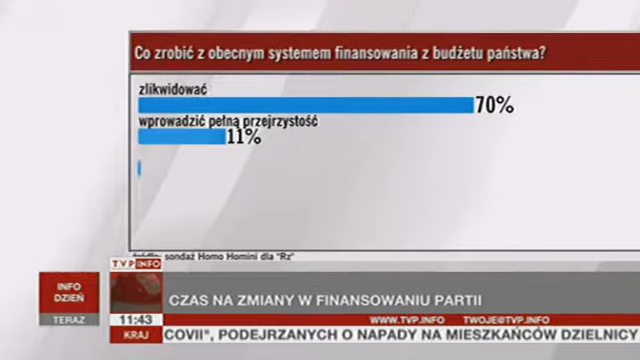 Co zrobić z obecnym systemem finansowania z budżetu państwa?
zlikwidować
70%
wprowadzić pełną przejrzystość
11%
sondaż Homo Homini dla "Rz"
TVP INFO
INFO
DZIEŃ
TERAZ
CZAS NA ZMIANY W FINANSOWANIU PARTII
11:43
WWW.TVP.INFO TWOJE@TVP.INFO
KRAJ
COVII", PODEJRZANYCH O NAPADY NA MIESZKAŃCÓW DZIELNICY